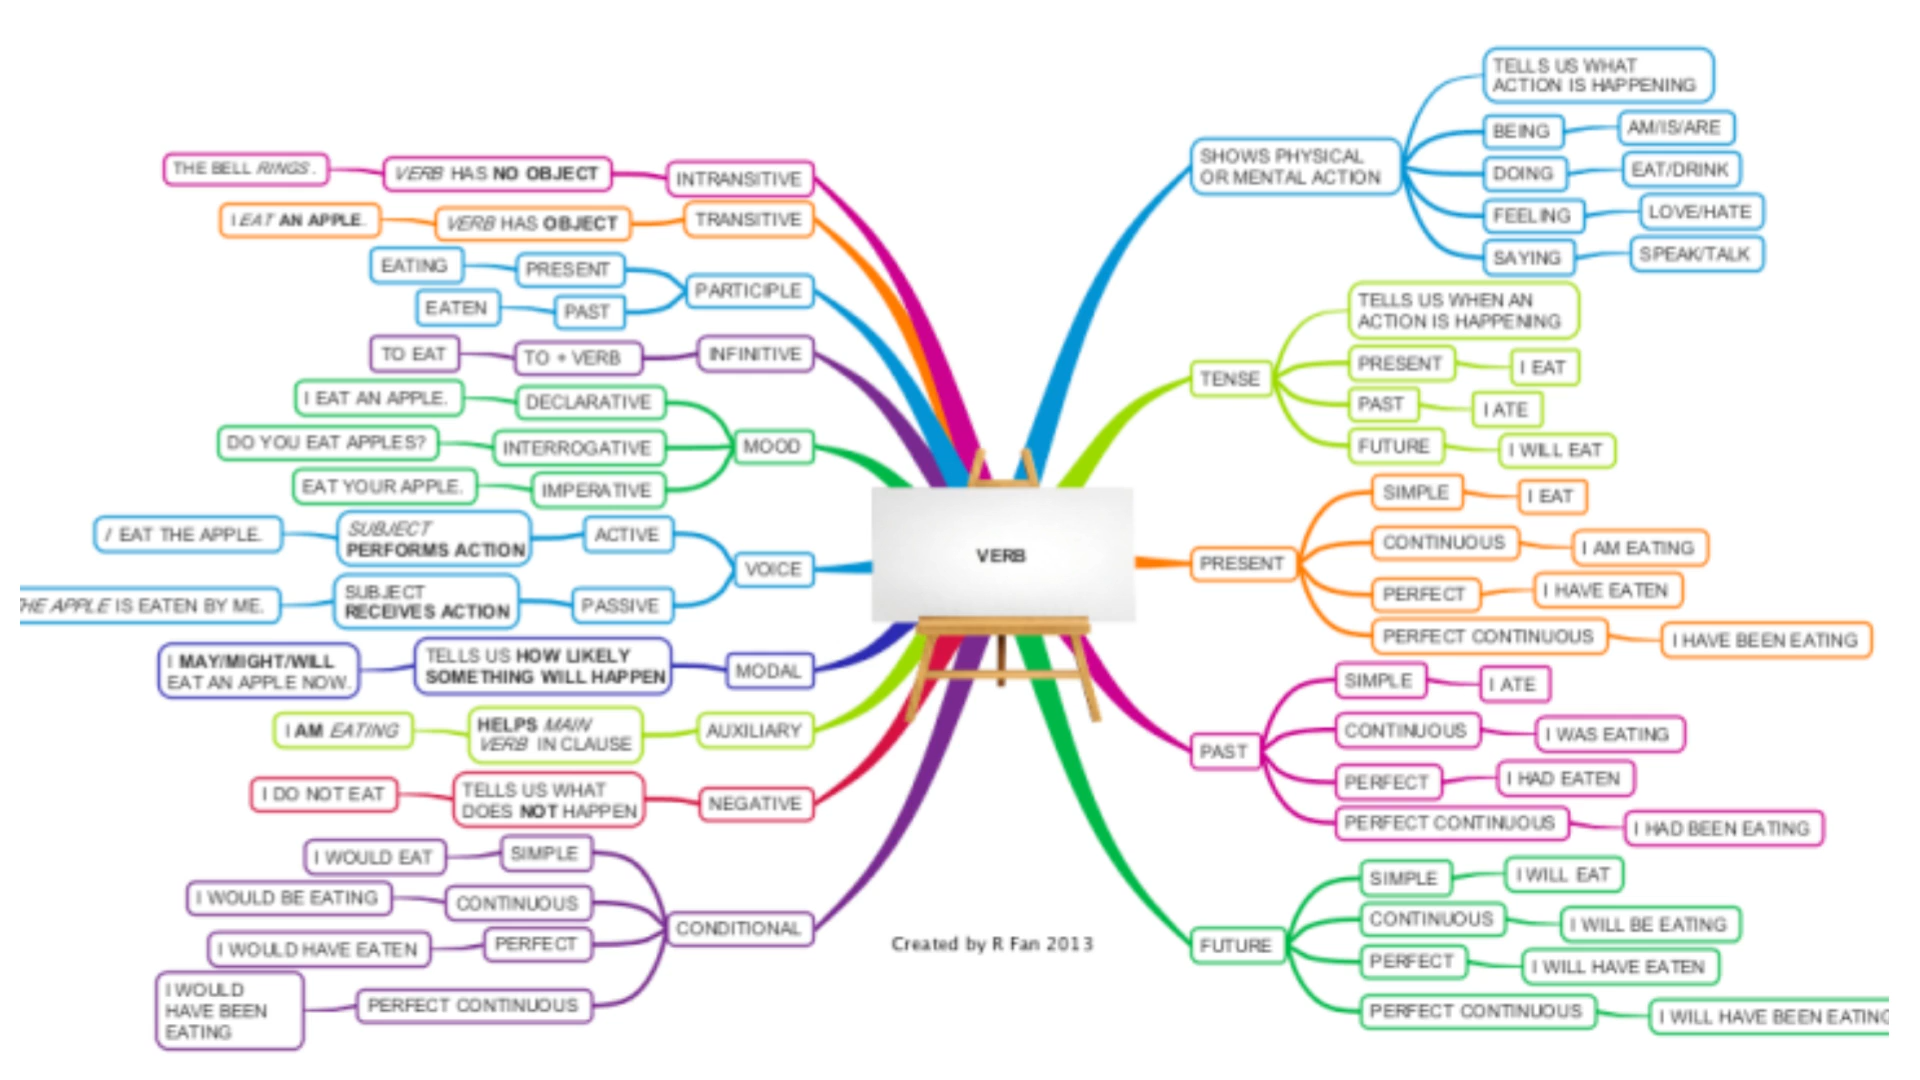 VERB
SHOWS PHYSICAL
OR MENTAL ACTION
TELLS US WHAT
ACTION IS HAPPENING
BEING
AM/IS/ARE
DOING
EAT/DRINK
FEELING
LOVE/HATE
SAYING
SPEAK/TALK
TENSE
TELLS US WHEN AN
ACTION IS HAPPENING
PRESENT
I EAT
PAST
I ATE
FUTURE
I WILL EAT
PRESENT
SIMPLE
I EAT
CONTINUOUS
I AM EATING
PERFECT
I HAVE EATEN
PERFECT CONTINUOUS
I HAVE BEEN EATING
PAST
SIMPLE
I ATE
CONTINUOUS
I WAS EATING
PERFECT
I HAD EATEN
PERFECT CONTINUOUS
I HAD BEEN EATING
FUTURE
SIMPLE
I WILL EAT
CONTINUOUS
I WILL BE EATING
PERFECT
I WILL HAVE EATEN
PERFECT CONTINUOUS
I WILL HAVE BEEN EATING
INTRANSITIVE
VERB HAS NO OBJECT
THE BELL RINGS.
TRANSITIVE
VERB HAS OBJECT
I EAT AN APPLE.
PARTICIPLE
PRESENT
EATING
PAST
EATEN
INFINITIVE
TO + VERB
TO EAT
MOOD
DECLARATIVE
I EAT AN APPLE.
INTERROGATIVE
DO YOU EAT APPLES?
IMPERATIVE
EAT YOUR APPLE.
VOICE
ACTIVE
SUBJECT
PERFORMS ACTION
I EAT THE APPLE.
PASSIVE
SUBJECT
RECEIVES ACTION
HE APPLE IS EATEN BY ME.
MODAL
TELLS US HOW LIKELY
SOMETHING WILL HAPPEN
I MAY/MIGHT/WILL
EAT AN APPLE NOW.
AUXILIARY
HELPS MAIN
VERB IN CLAUSE
I AM EATING
NEGATIVE
TELLS US WHAT
DOES NOT HAPPEN
I DO NOT EAT
CONDITIONAL
SIMPLE
I WOULD EAT
CONTINUOUS
I WOULD BE EATING
PERFECT
I WOULD HAVE EATEN
PERFECT CONTINUOUS
I WOULD
HAVE BEEN
EATING
Created by R Fan 2013